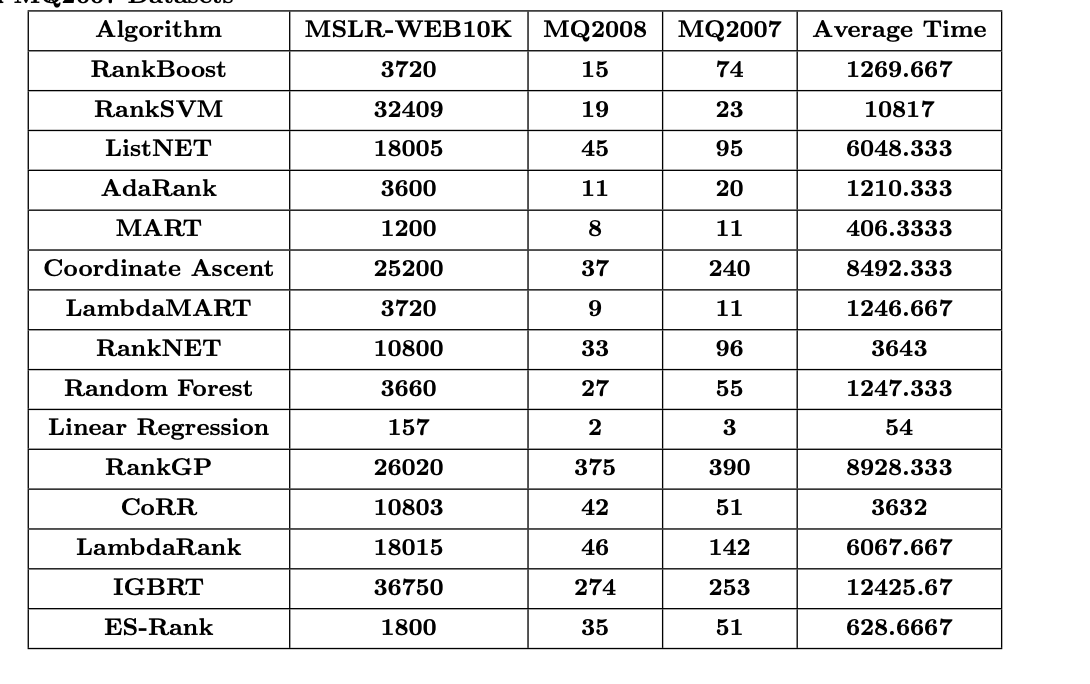 Algorithm MSLR-WEB10K MQ2008 MQ2007 Average Time
RankBoost 3720 15 74 1269.667
RankSVM 32409 19 23 10817
ListNET 18005 45 95 6048.333
AdaRank 3600 11 20 1210.333
MART 1200 8 11 406.3333
Coordinate Ascent 25200 37 240 8492.333
LambdaMART 3720 9 11 1246.667
RankNET 10800 33 96 3643
Random Forest 3660 27 55 1247.333
Linear Regression 157 2 3 54
RankGP 26020 375 390 8928.333
CoRR 10803 42 51 3632
LambdaRank 18015 46 142 6067.667
IGBRT 36750 274 253 12425.67
ES-Rank 1800 35 51 628.6667